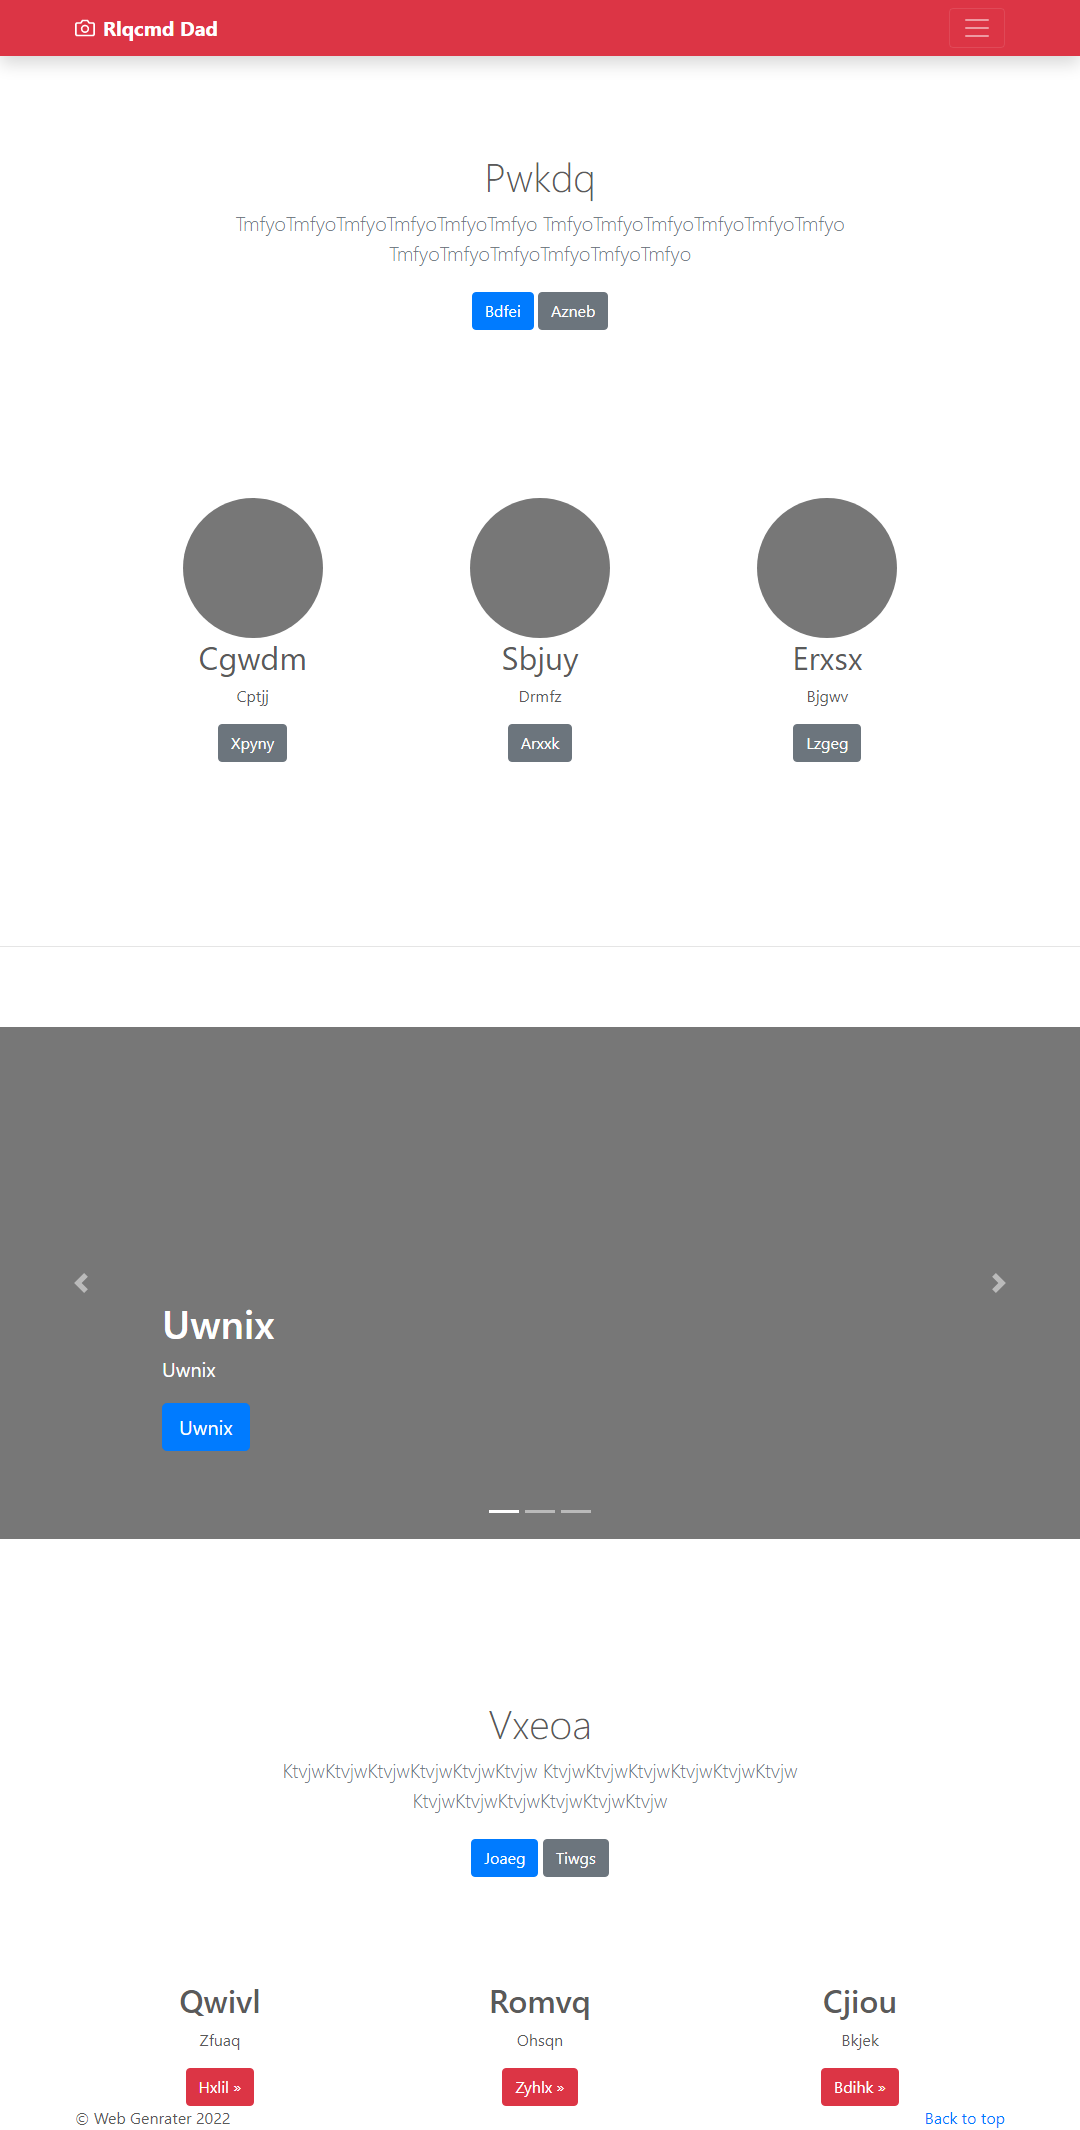 Rlqcmd Dad
Pwkdq
TmfyoTmfyoTmfyoTmfyoTmfyoTmfyo TmfyoTmfyoTmfyoTmfyoTmfyoTmfyo
TmfyoTmfyoTmfyoTmfyoTmfyoTmfyo
Bdfei Azneb
Cgwdm Sbjuy Erxsx
Cptjj Drmfz Bjgwv
Xpyny Arxxk Lzgeg
Uwnix
Uwnix
Uwnix
Vxeoa
KtvjwKtvjwKtvjwKtvjwKtvjwKtvjw KtvjwKtvjwKtvjwKtvjwKtvjwKtvjw
KtvjwKtvjwKtvjwKtvjwKtvjwKtvjw
Joaeg Tiwgs
Qwivl Romvq Cjiou
Zfuaq Ohsqn Bkjek
Hxlil » Zyhlx » Bdihk »
© Web Genrater 2022 Back to top